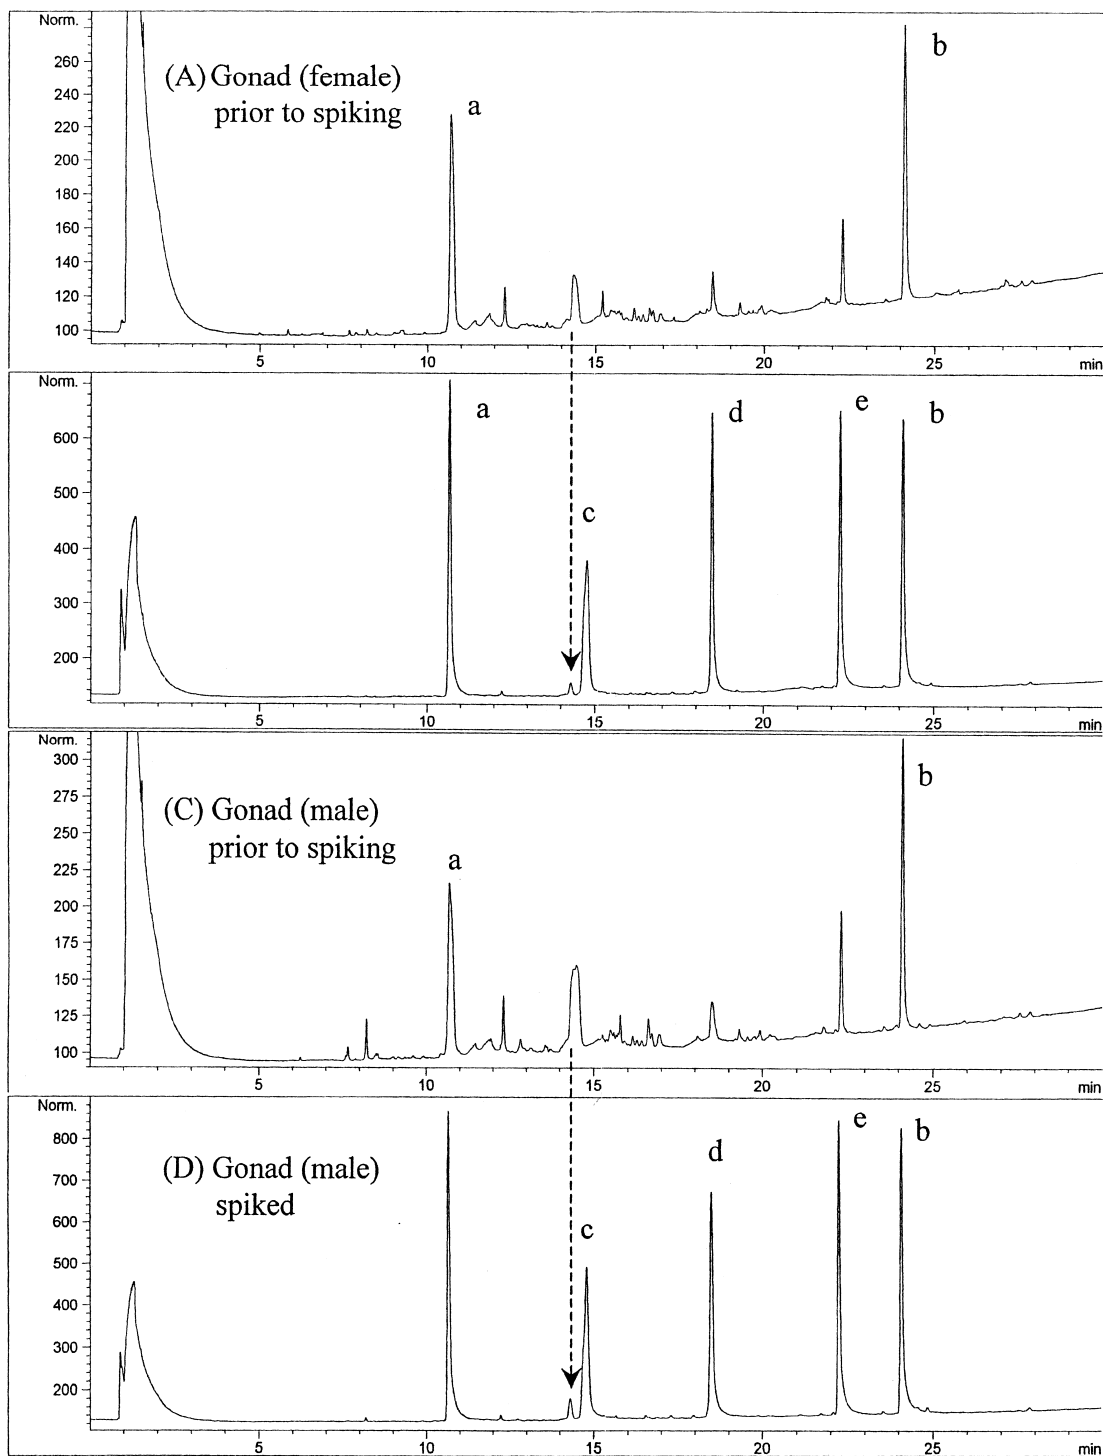 Norm.
(A) Gonad (female)
prior to spiking
a
b
260
240
220
200
180
160
140
120
100
5
10
15
20
25
min
Norm.
a
c
d
e
b
600
500
400
300
200
5
10
15
20
25
min
Norm.
(C) Gonad (male)
prior to spiking
a
b
300
275
250
225
200
175
150
125
100
5
10
15
20
25
min
Norm.
(D) Gonad (male)
spiked
c
d
e
b
800
700
600
500
400
300
200
5
10
15
20
25
min